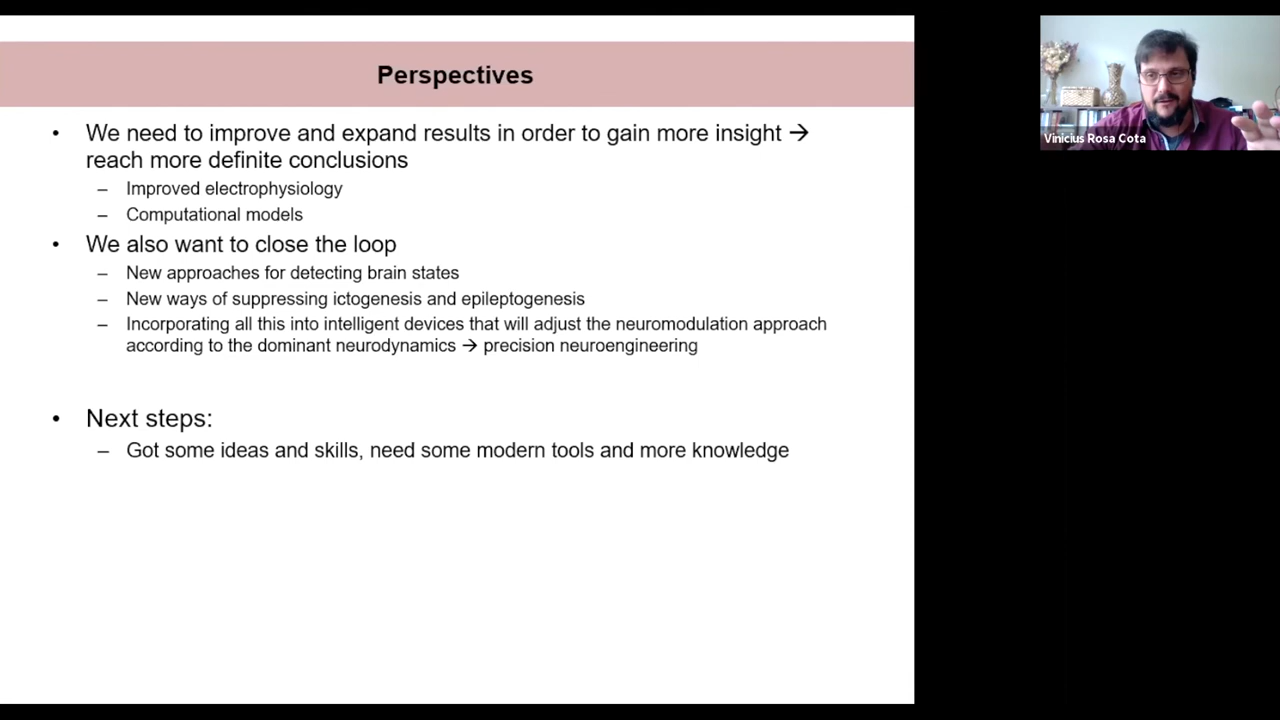 Perspectives
• We need to improve and expand results in order to gain more insight →
reach more definite conclusions
– Improved electrophysiology
– Computational models
• We also want to close the loop
– New approaches for detecting brain states
– New ways of suppressing ictogenesis and epileptogenesis
– Incorporating all this into intelligent devices that will adjust the neuromodulation approach
according to the dominant neurodynamics → precision neuroengineering
• Next steps:
– Got some ideas and skills, need some modern tools and more knowledge
Vinicius Rosa Cota